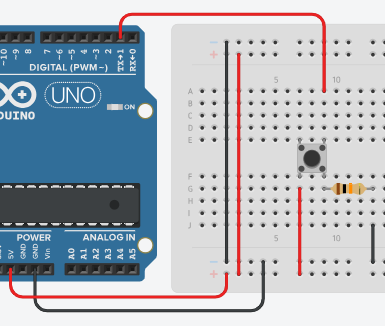 ~10
~9
8
7
~6
~5
4
~3
2
TX→1
RX←0
DIGITAL (PWM~)
UNO
ON
DUINO
POWER
ANALOG IN
5V
GND
GND
Vin
A0
A1
A2
A3
A4
A5
5
10
A
B
C
D
E
F
G
H
I
J
5
10